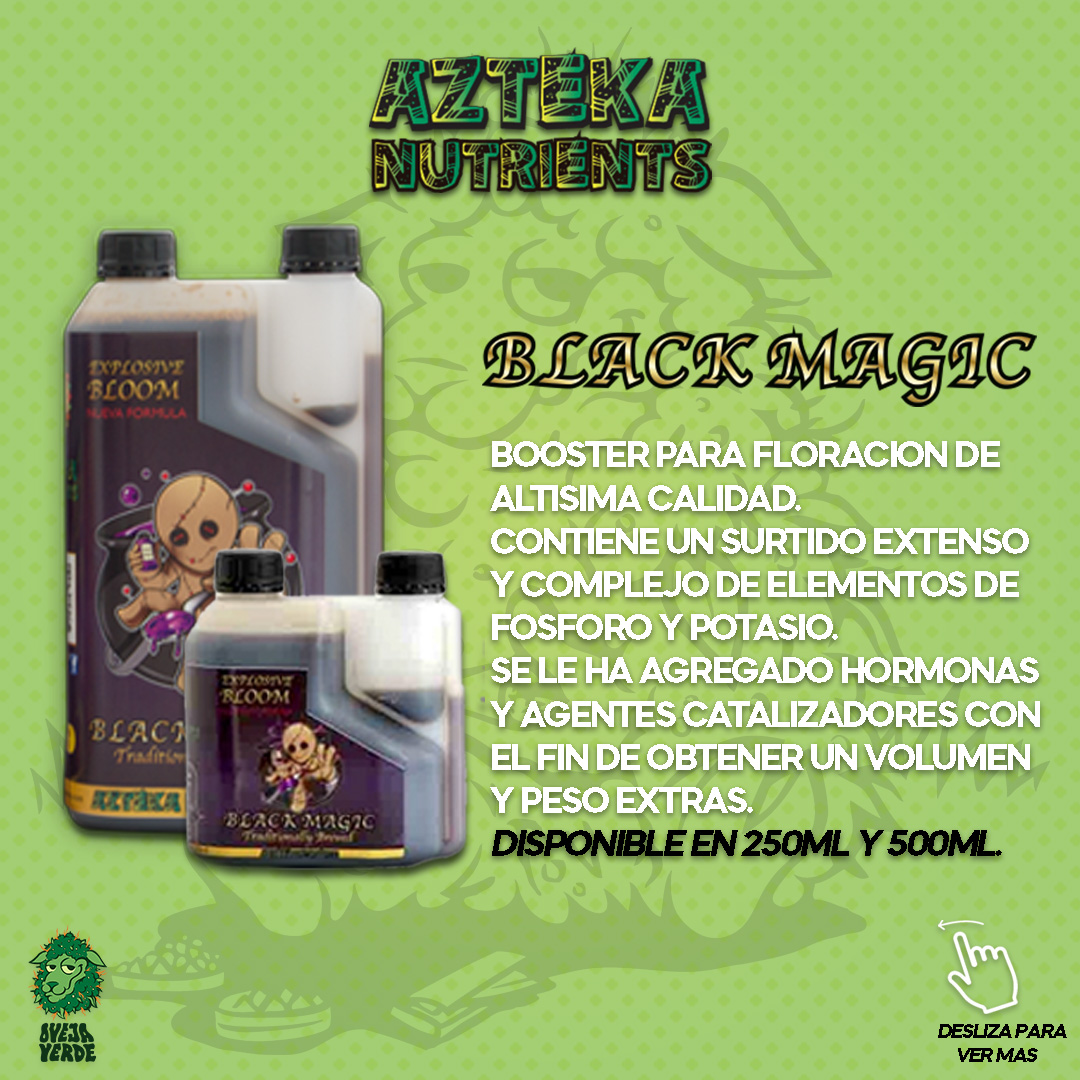 AZTEKA
NUTRIENTS
EXPLOSIVE
BLOOM
NUEVA FORMULA
BLACK MAGIC
BOOSTER PARA FLORACION DE
ALTISIMA CALIDAD.
CONTIENE UN SURTIDO EXTENSO
Y COMPLEJO DE ELEMENTOS DE
FOSFORO Y POTASIO.
SE LE HA AGREGADO HORMONAS
Y AGENTES CATALIZADORES CON
EL FIN DE OBTENER UN VOLUMEN
Y PESO EXTRAS.
DISPONIBLE EN 250ML Y 500ML.
AZTEKA
EXPLOSIVE
BLOOM
BLACK MAGIC
OVEJA
VERDE
DESLIZA PARA
VER MAS